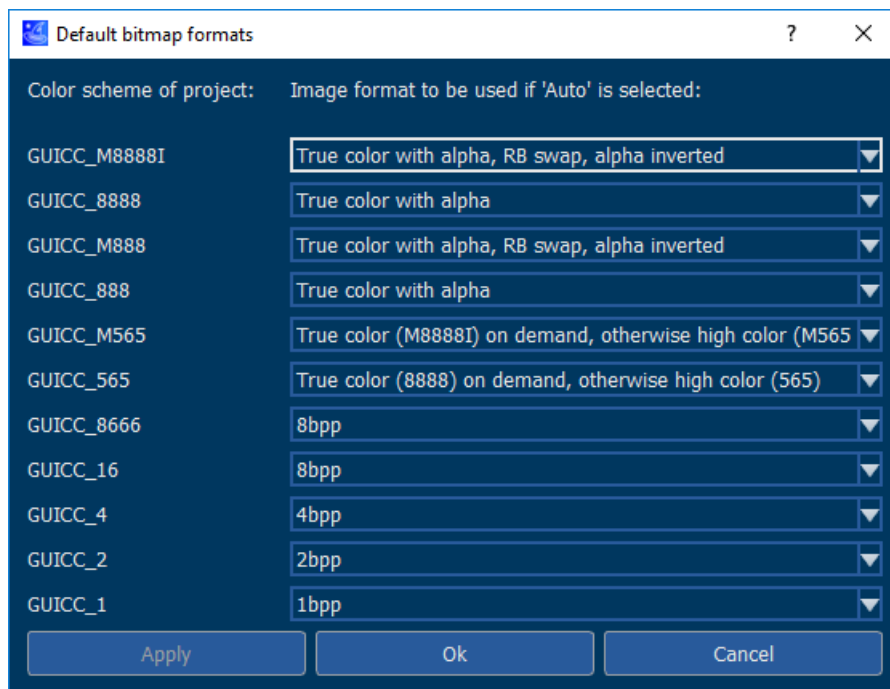 Default bitmap formats
Color scheme of project: Image format to be used if 'Auto' is selected:
GUICC_M8888I True color with alpha, RB swap, alpha inverted
GUICC_8888 True color with alpha
GUICC_M888 True color with alpha, RB swap, alpha inverted
GUICC_888 True color with alpha
GUICC_M565 True color (M8888I) on demand, otherwise high color (M565
GUICC_565 True color (8888) on demand, otherwise high color (565)
GUICC_8666 8bpp
GUICC_16 8bpp
GUICC_4 4bpp
GUICC_2 2bpp
GUICC_1 1bpp
Apply Ok Cancel